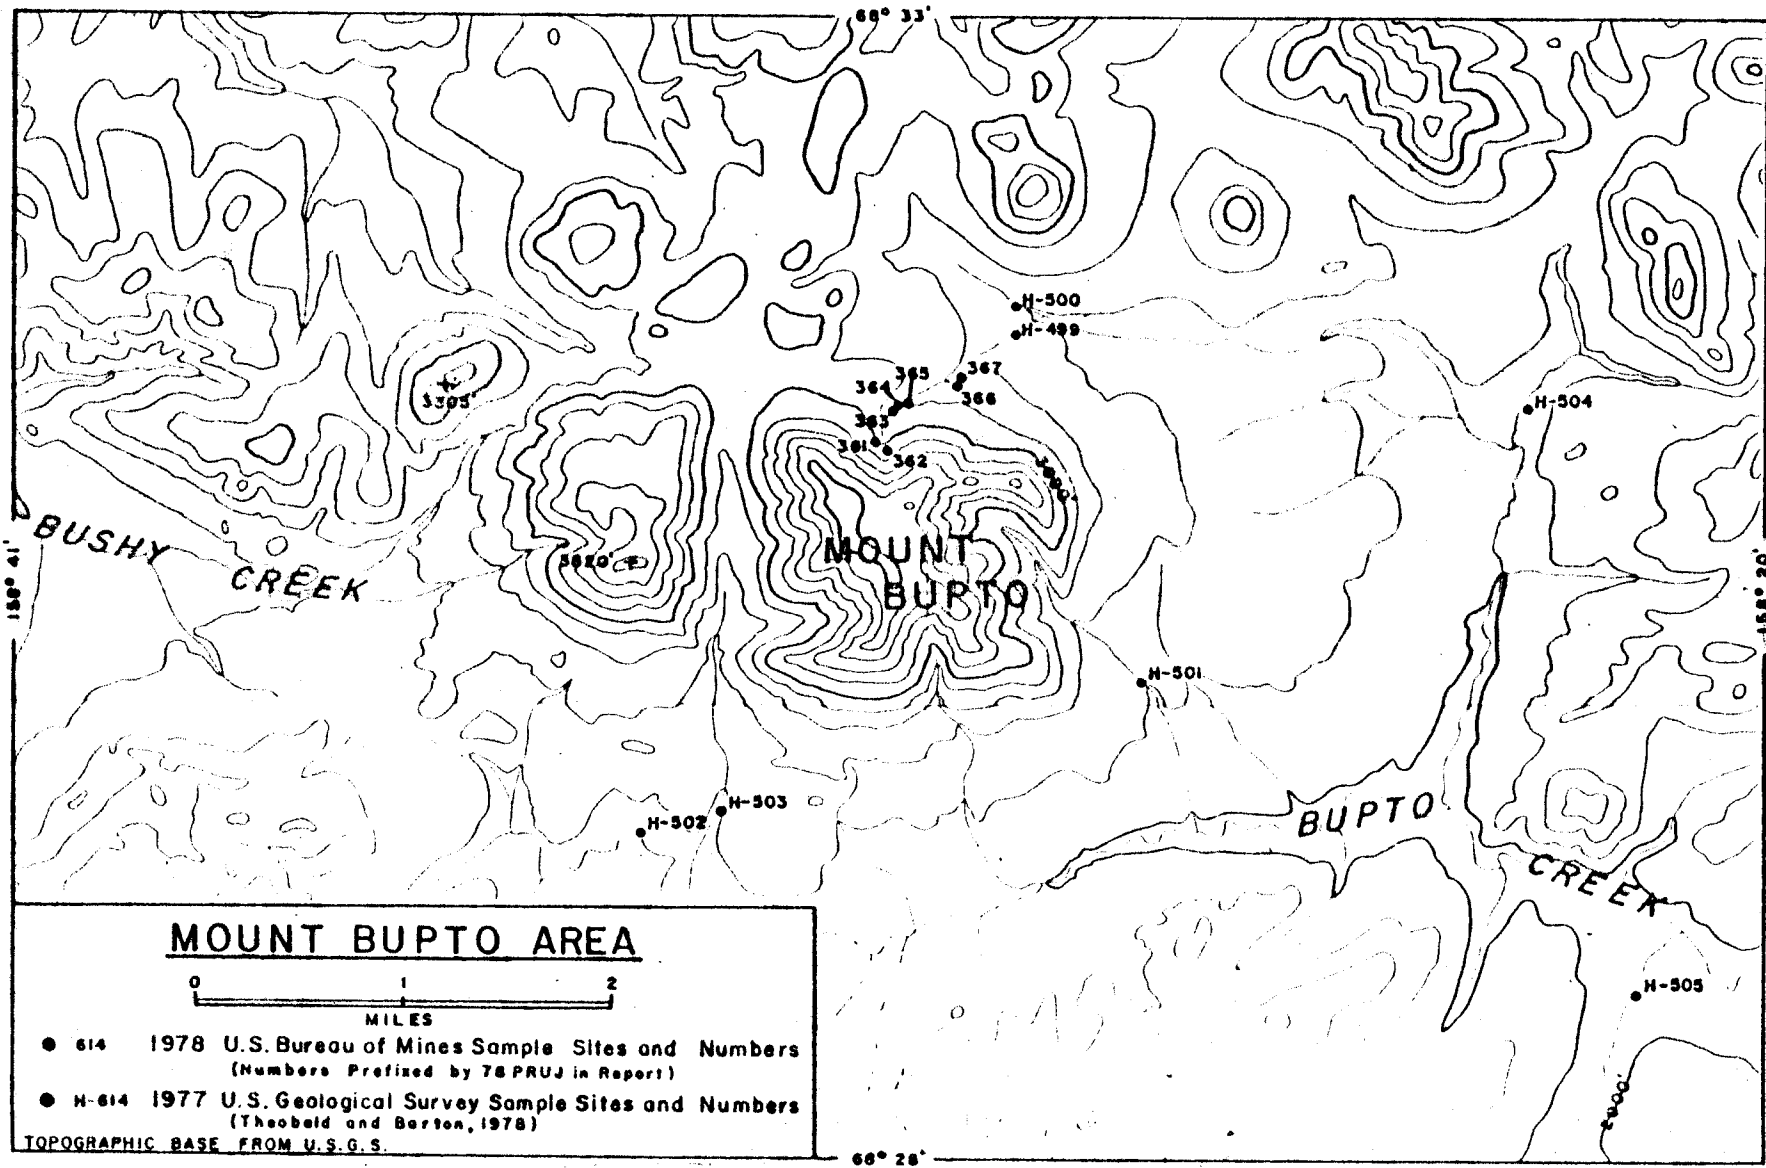 68° 33'
H-500
H-499
365
367
364
366
363
3305'
H-504
361
362
BUSHY
CREEK
MOUNT
BUPTO
158° 41'
158° 20'
H-501
H-503
H-502
BUPTO
CREEK
H-505
2000'
MOUNT BUPTO AREA
0 1 2
MILES
● 614 1978 U.S. Bureau of Mines Sample Sites and Numbers
(Numbers Prefixed by 78 PRUJ in Report)
● H-614 1977 U.S. Geological Survey Sample Sites and Numbers
(Theobald and Barton, 1978)
TOPOGRAPHIC BASE FROM U.S.G.S.
68° 28'